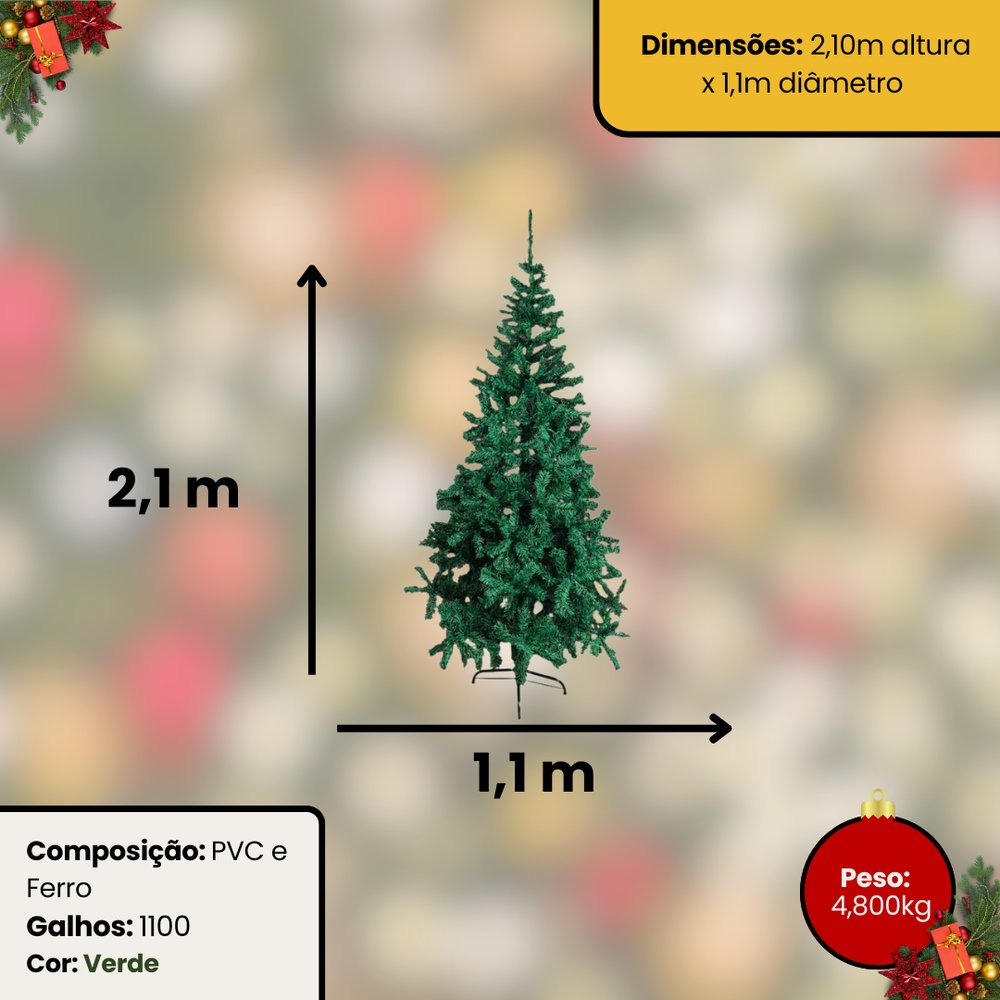 Dimensões: 2,10m altura
x 1,1m diâmetro
2,1 m
1,1 m
Composição: PVC e
Ferro
Galhos: 1100
Cor: Verde
Peso:
4,800kg